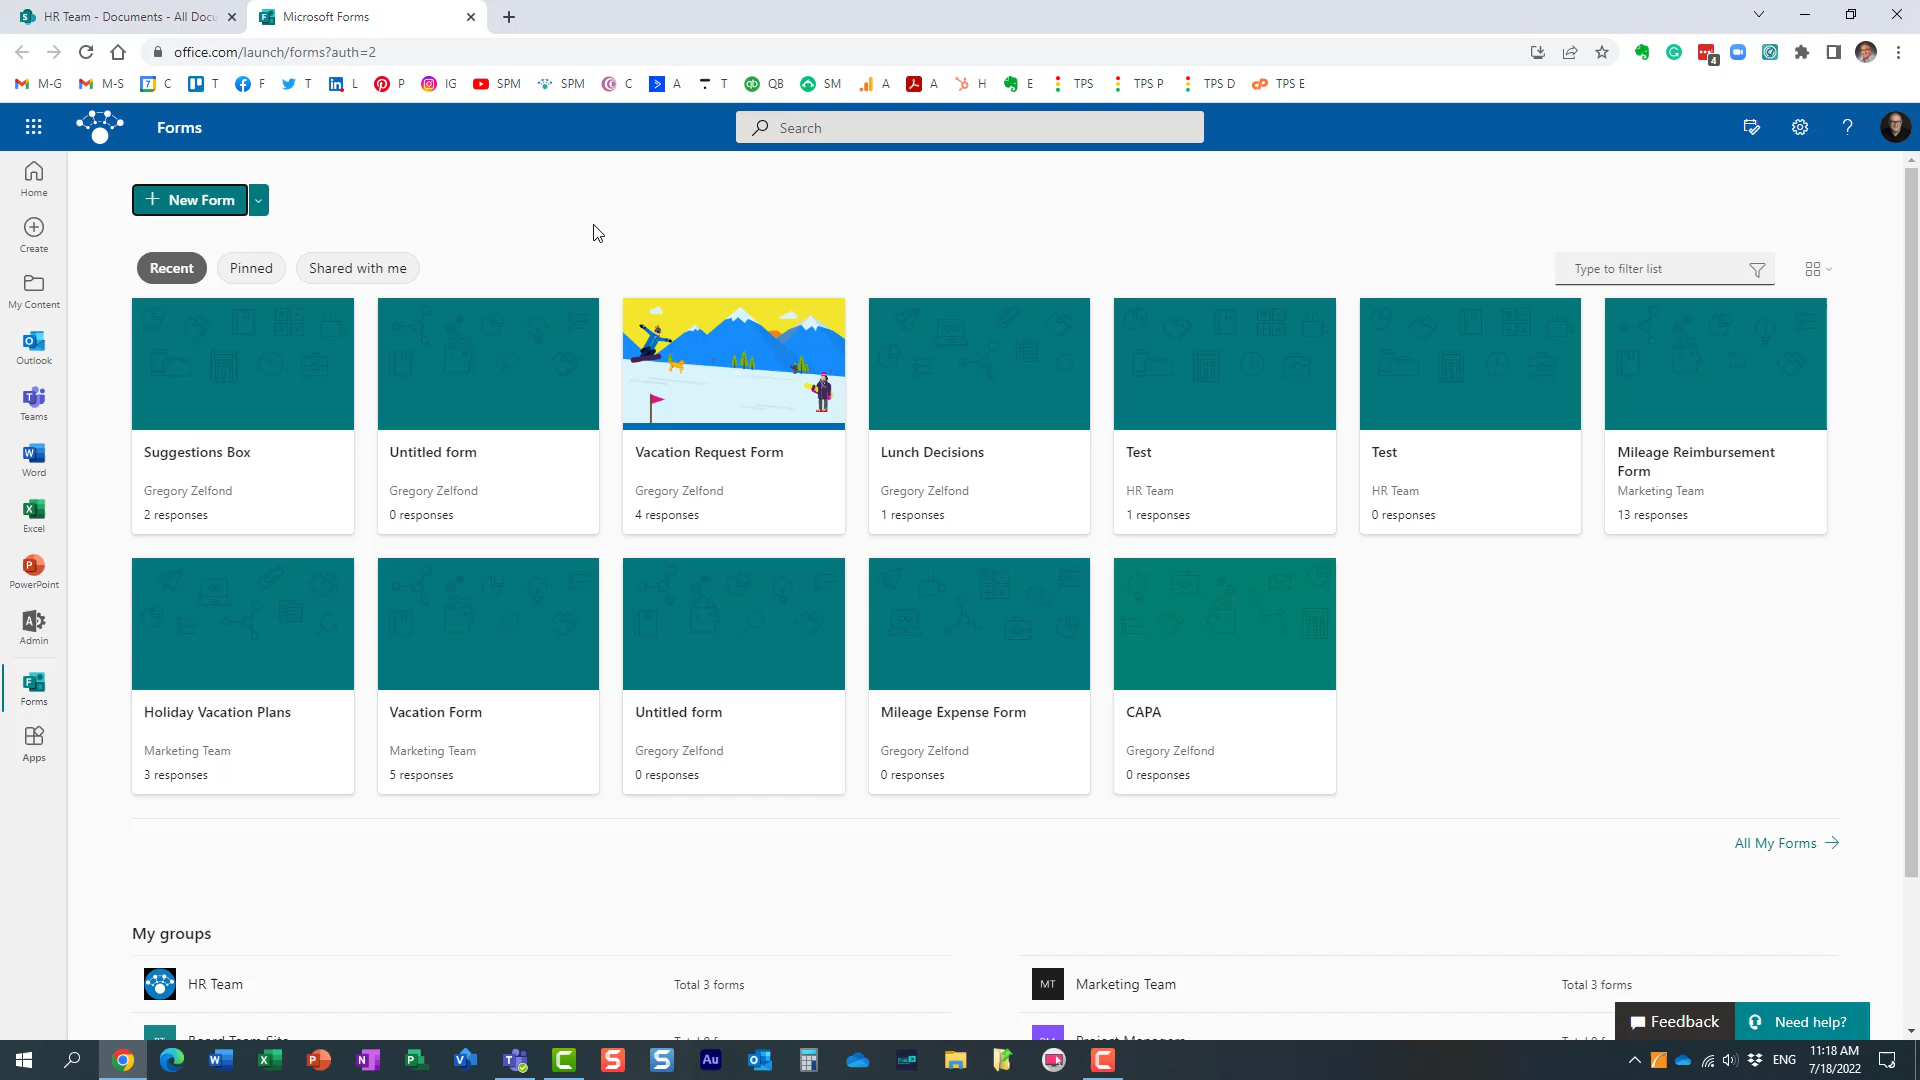 HR Team - Documents - All Docu
Microsoft Forms
office.com/launch/forms?auth=2
M-G M-S C T F T L P IG SPM SPM C A T QB SM A A H E TPS TPS P TPS D TPS E
Forms
Search
Home
Create
My Content
Outlook
Teams
Word
Excel
PowerPoint
Admin
Forms
Apps
+ New Form
Recent Pinned Shared with me
Type to filter list
Suggestions Box
Gregory Zelfond
2 responses
Untitled form
Gregory Zelfond
0 responses
Vacation Request Form
Gregory Zelfond
4 responses
Lunch Decisions
Gregory Zelfond
1 responses
Test
HR Team
1 responses
Test
HR Team
0 responses
Mileage Reimbursement
Form
Marketing Team
13 responses
Holiday Vacation Plans
Marketing Team
3 responses
Vacation Form
Marketing Team
5 responses
Untitled form
Gregory Zelfond
0 responses
Mileage Expense Form
Gregory Zelfond
0 responses
CAPA
Gregory Zelfond
0 responses
All My Forms
My groups
HR Team Total 3 forms
MT Marketing Team Total 3 forms
Feedback
Need help?
ENG
11:18 AM
7/18/2022